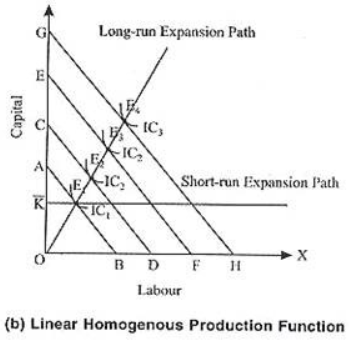 G
Long-run Expansion Path
E
E₄
Capital
E₃
IC₃
C
E₂
IC₂
A
E₁
IC₂
Short-run Expansion Path
K̅
IC₁
O
B
D
F
H
X
Labour
(b) Linear Homogenous Production Function